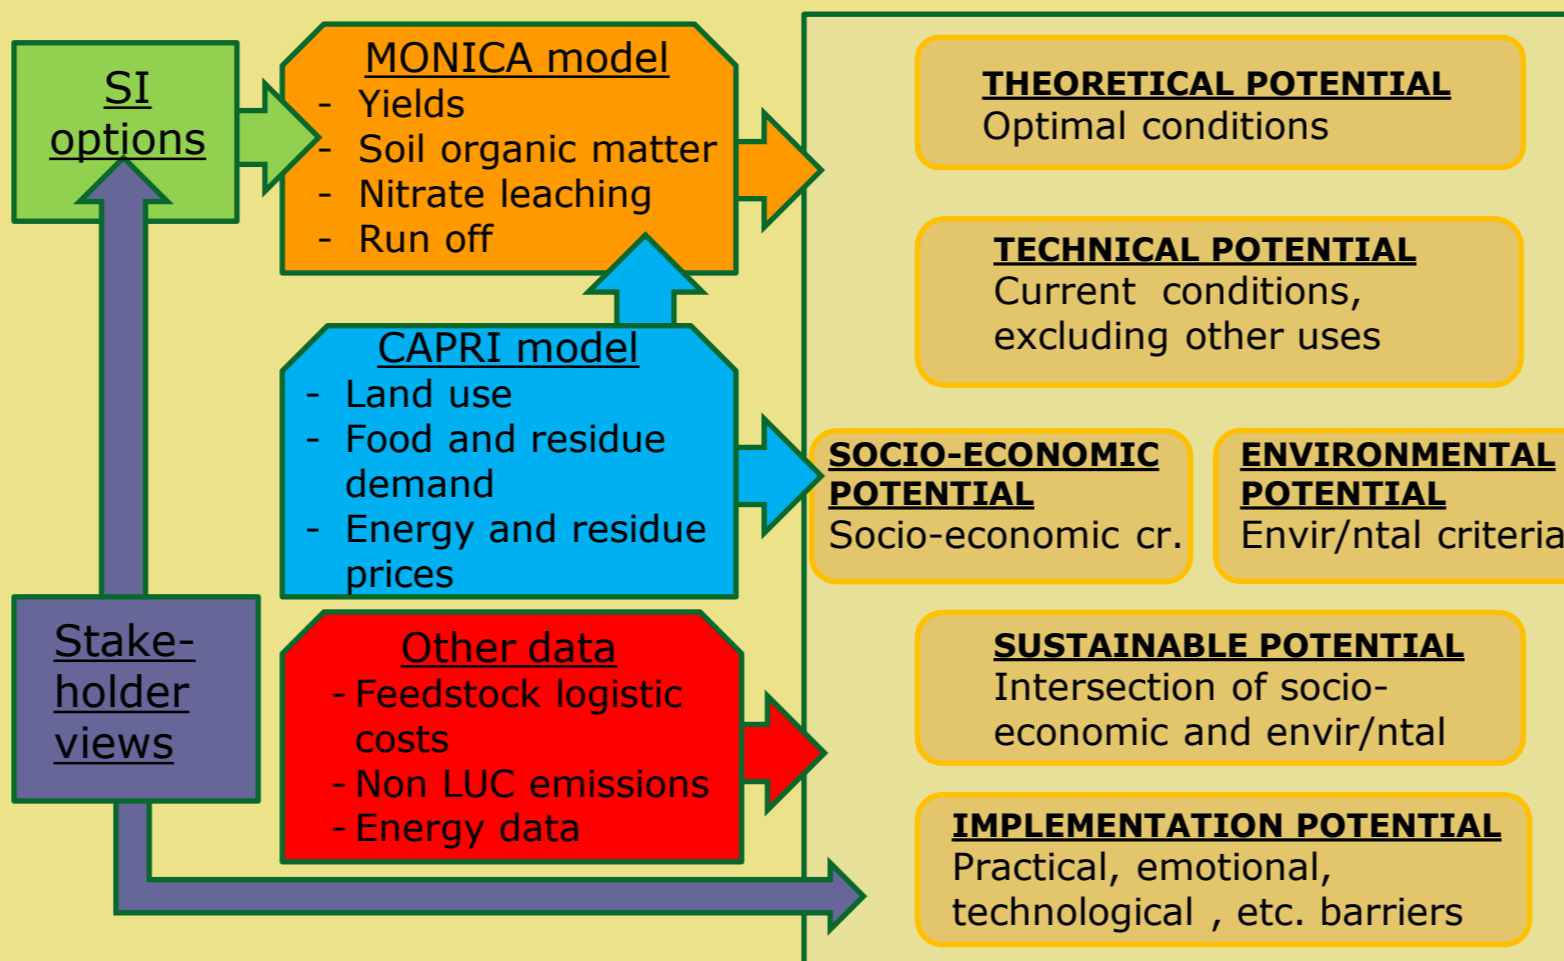 SI
options
MONICA model
- Yields
- Soil organic matter
- Nitrate leaching
- Run off
CAPRI model
- Land use
- Food and residue
demand
- Energy and residue
prices
Stake-
holder
views
Other data
- Feedstock logistic
costs
- Non LUC emissions
- Energy data
THEORETICAL POTENTIAL
Optimal conditions
TECHNICAL POTENTIAL
Current conditions,
excluding other uses
SOCIO-ECONOMIC
POTENTIAL
Socio-economic cr.
ENVIRONMENTAL
POTENTIAL
Envir/ntal criteria
SUSTAINABLE POTENTIAL
Intersection of socio-
economic and envir/ntal
IMPLEMENTATION POTENTIAL
Practical, emotional,
technological , etc. barriers